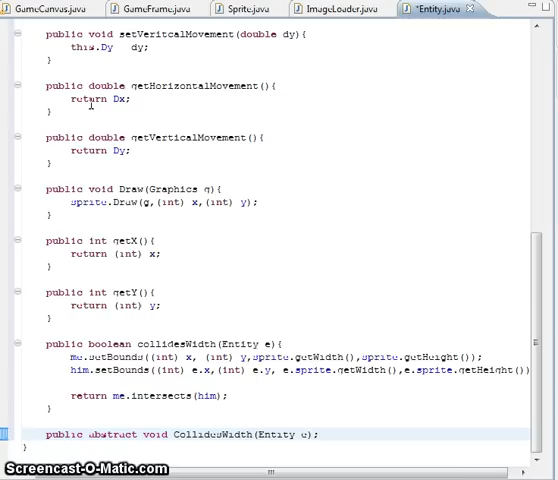 GameCanvas.java GameFrame.java Sprite.java ImageLoader.java *Entity.java
public void setVeritcalMovement(double dy){
this.Dy dy;
}
public double getHorizontalMovement(){
return Dx;
}
public double getVerticalMovement(){
return Dy;
}
public void Draw(Graphics g){
sprite.Draw(g,(int) x,(int) y);
}
public int getX(){
return (int) x;
}
public int getY(){
return (int) y;
}
public boolean collidesWidth(Entity e){
me.setBounds((int) x, (int) y,sprite.getWidth(),sprite.getHeight());
him.setBounds((int) e.x,(int) e.y, e.sprite.getWidth(),e.sprite.getHeight())
return me.intersects(him);
}
public abstract void CollidesWidth(Entity e);
}
Screencast-O-Matic.com